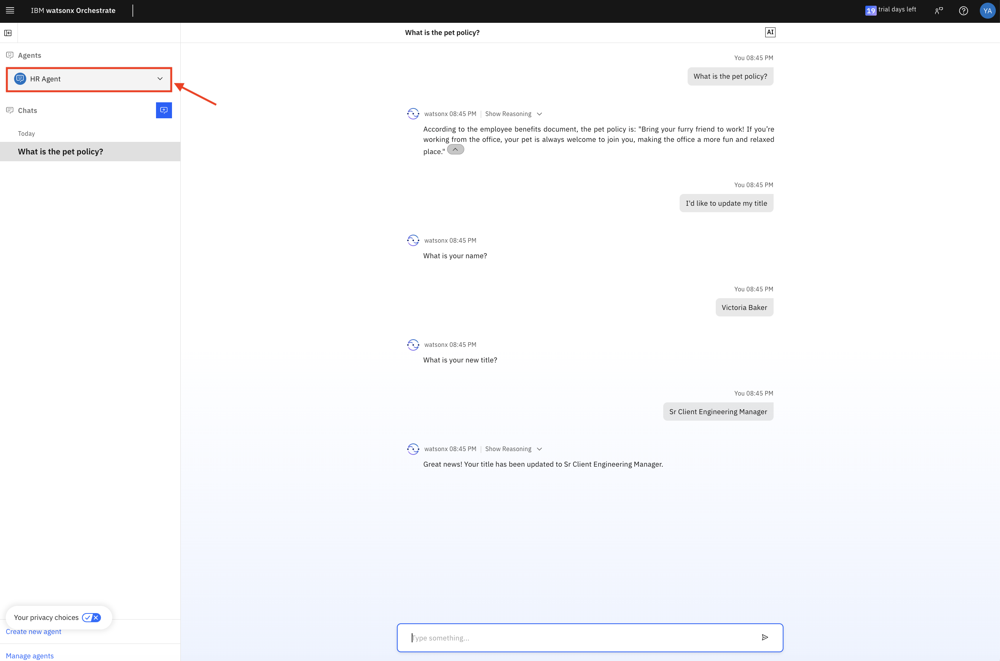 IBM watsonx Orchestrate
19 trial days left
YA
What is the pet policy?
AI
Agents
HR Agent
Chats
Today
What is the pet policy?
You 08:45 PM
What is the pet policy?
watsonx 08:45 PM | Show Reasoning
According to the employee benefits document, the pet policy is: "Bring your furry friend to work! If you’re
working from the office, your pet is always welcome to join you, making the office a more fun and relaxed
place."
You 08:45 PM
I'd like to update my title
watsonx 08:45 PM
What is your name?
You 08:45 PM
Victoria Baker
watsonx 08:45 PM
What is your new title?
You 08:45 PM
Sr Client Engineering Manager
watsonx 08:45 PM | Show Reasoning
Great news! Your title has been updated to Sr Client Engineering Manager.
Your privacy choices
Create new agent
Manage agents
Type something...